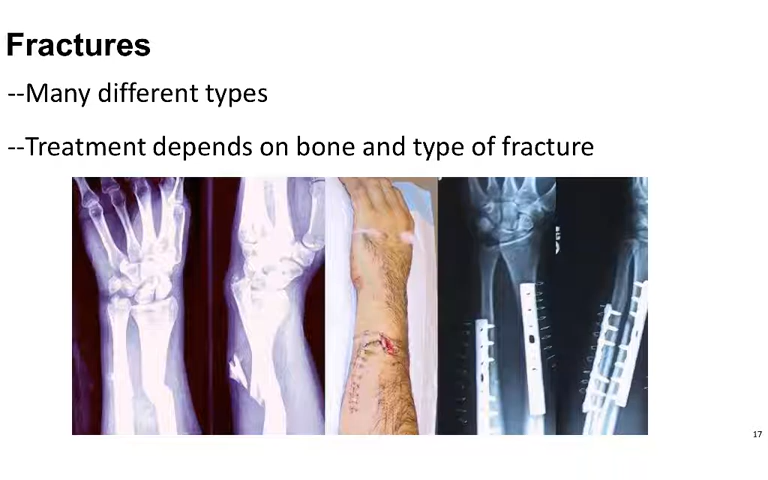 Fractures
--Many different types
--Treatment depends on bone and type of fracture
17